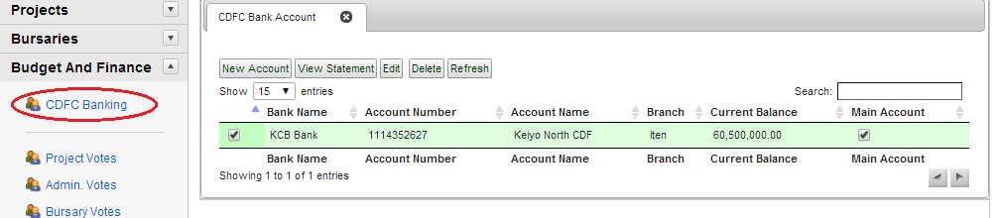 Projects
Bursaries
Budget And Finance
CDFC Banking
Project Votes
Admin. Votes
Bursary Votes
CDFC Bank Account
New Account View Statement Edit Delete Refresh
Show 15 entries Search:
Bank Name Account Number Account Name Branch Current Balance Main Account
KCB Bank 1114352627 Keiyo North CDF Iten 60,500,000.00
Bank Name Account Number Account Name Branch Current Balance Main Account
Showing 1 to 1 of 1 entries